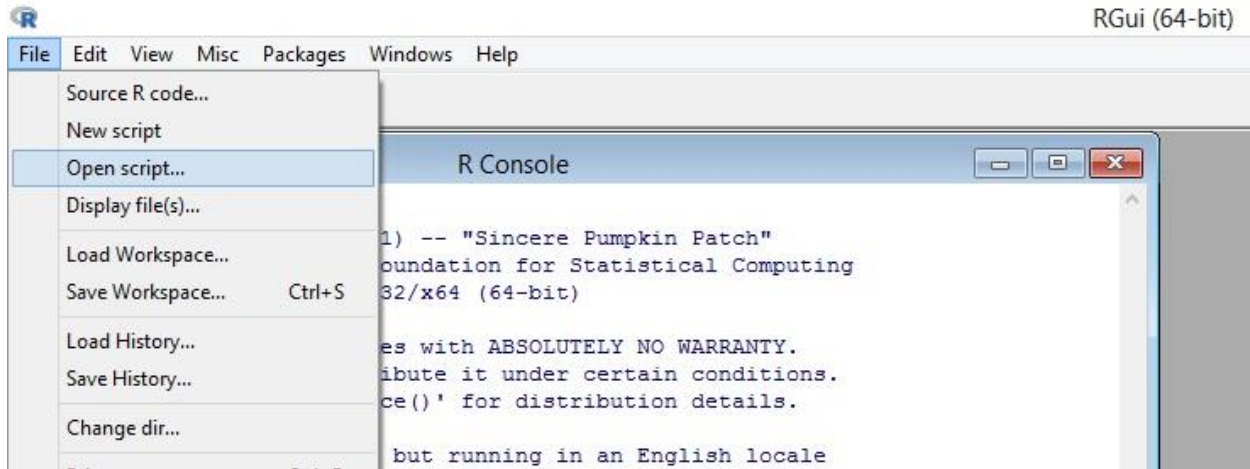 R
RGui (64-bit)
File Edit View Misc Packages Windows Help
Source R code...
New script
Open script...
Display file(s)...
Load Workspace...
Save Workspace... Ctrl+S
Load History...
Save History...
Change dir...
R Console
1) -- "Sincere Pumpkin Patch"
oundation for Statistical Computing
32/x64 (64-bit)
es with ABSOLUTELY NO WARRANTY.
ibute it under certain conditions.
ce()' for distribution details.
but running in an English locale